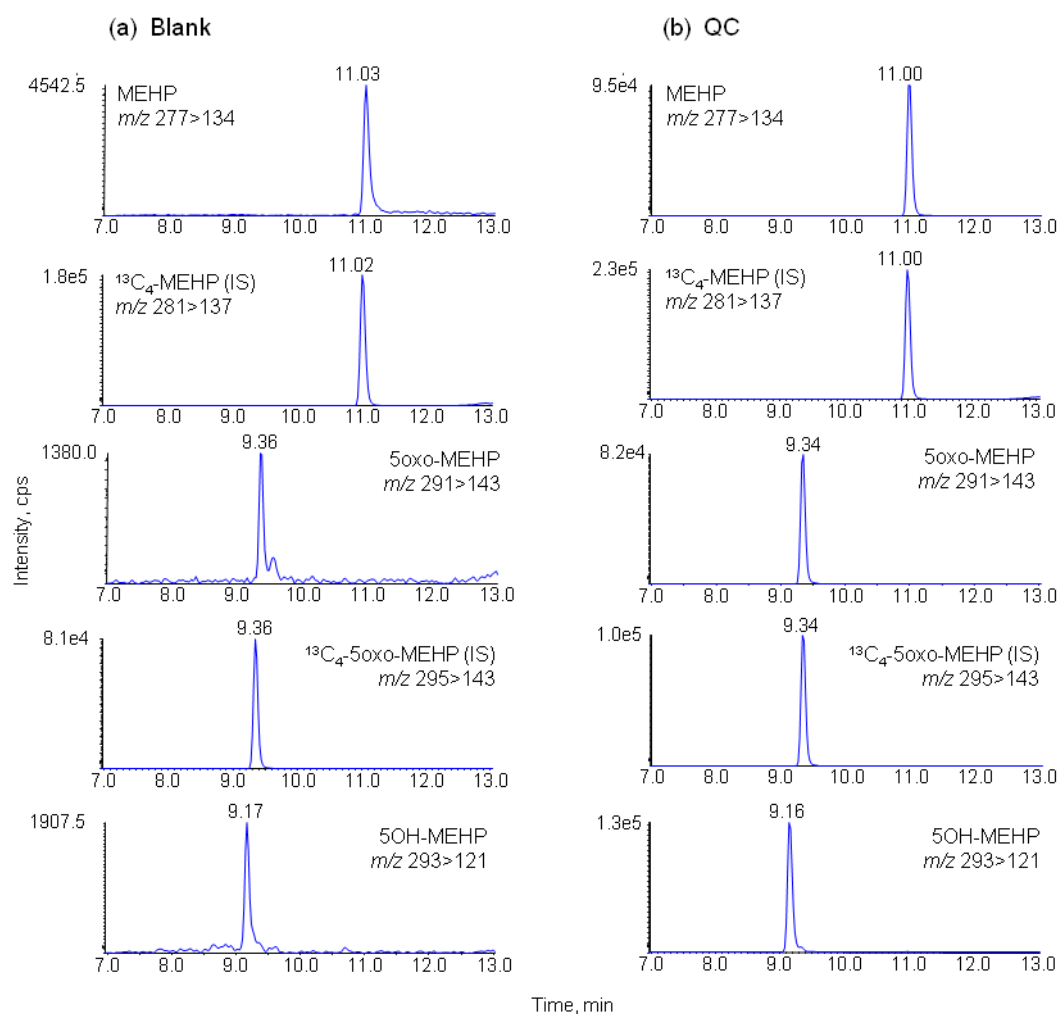 (a) Blank
4542.5
11.03
MEHP
m/z 277>134
7.0 8.0 9.0 10.0 11.0 12.0 13.0
1.8e5
11.02
¹³C₄-MEHP (IS)
m/z 281>137
7.0 8.0 9.0 10.0 11.0 12.0 13.0
1380.0
9.36
5oxo-MEHP
m/z 291>143
7.0 8.0 9.0 10.0 11.0 12.0 13.0
8.1e4
9.36
¹³C₄-5oxo-MEHP (IS)
m/z 295>143
7.0 8.0 9.0 10.0 11.0 12.0 13.0
1907.5
9.17
5OH-MEHP
m/z 293>121
7.0 8.0 9.0 10.0 11.0 12.0 13.0
(b) QC
9.5e4
11.00
MEHP
m/z 277>134
7.0 8.0 9.0 10.0 11.0 12.0 13.0
2.3e5
11.00
¹³C₄-MEHP (IS)
m/z 281>137
7.0 8.0 9.0 10.0 11.0 12.0 13.0
8.2e4
9.34
5oxo-MEHP
m/z 291>143
7.0 8.0 9.0 10.0 11.0 12.0 13.0
1.0e5
9.34
¹³C₄-5oxo-MEHP (IS)
m/z 295>143
7.0 8.0 9.0 10.0 11.0 12.0 13.0
1.3e5
9.16
5OH-MEHP
m/z 293>121
7.0 8.0 9.0 10.0 11.0 12.0 13.0
Intensity, cps
Time, min